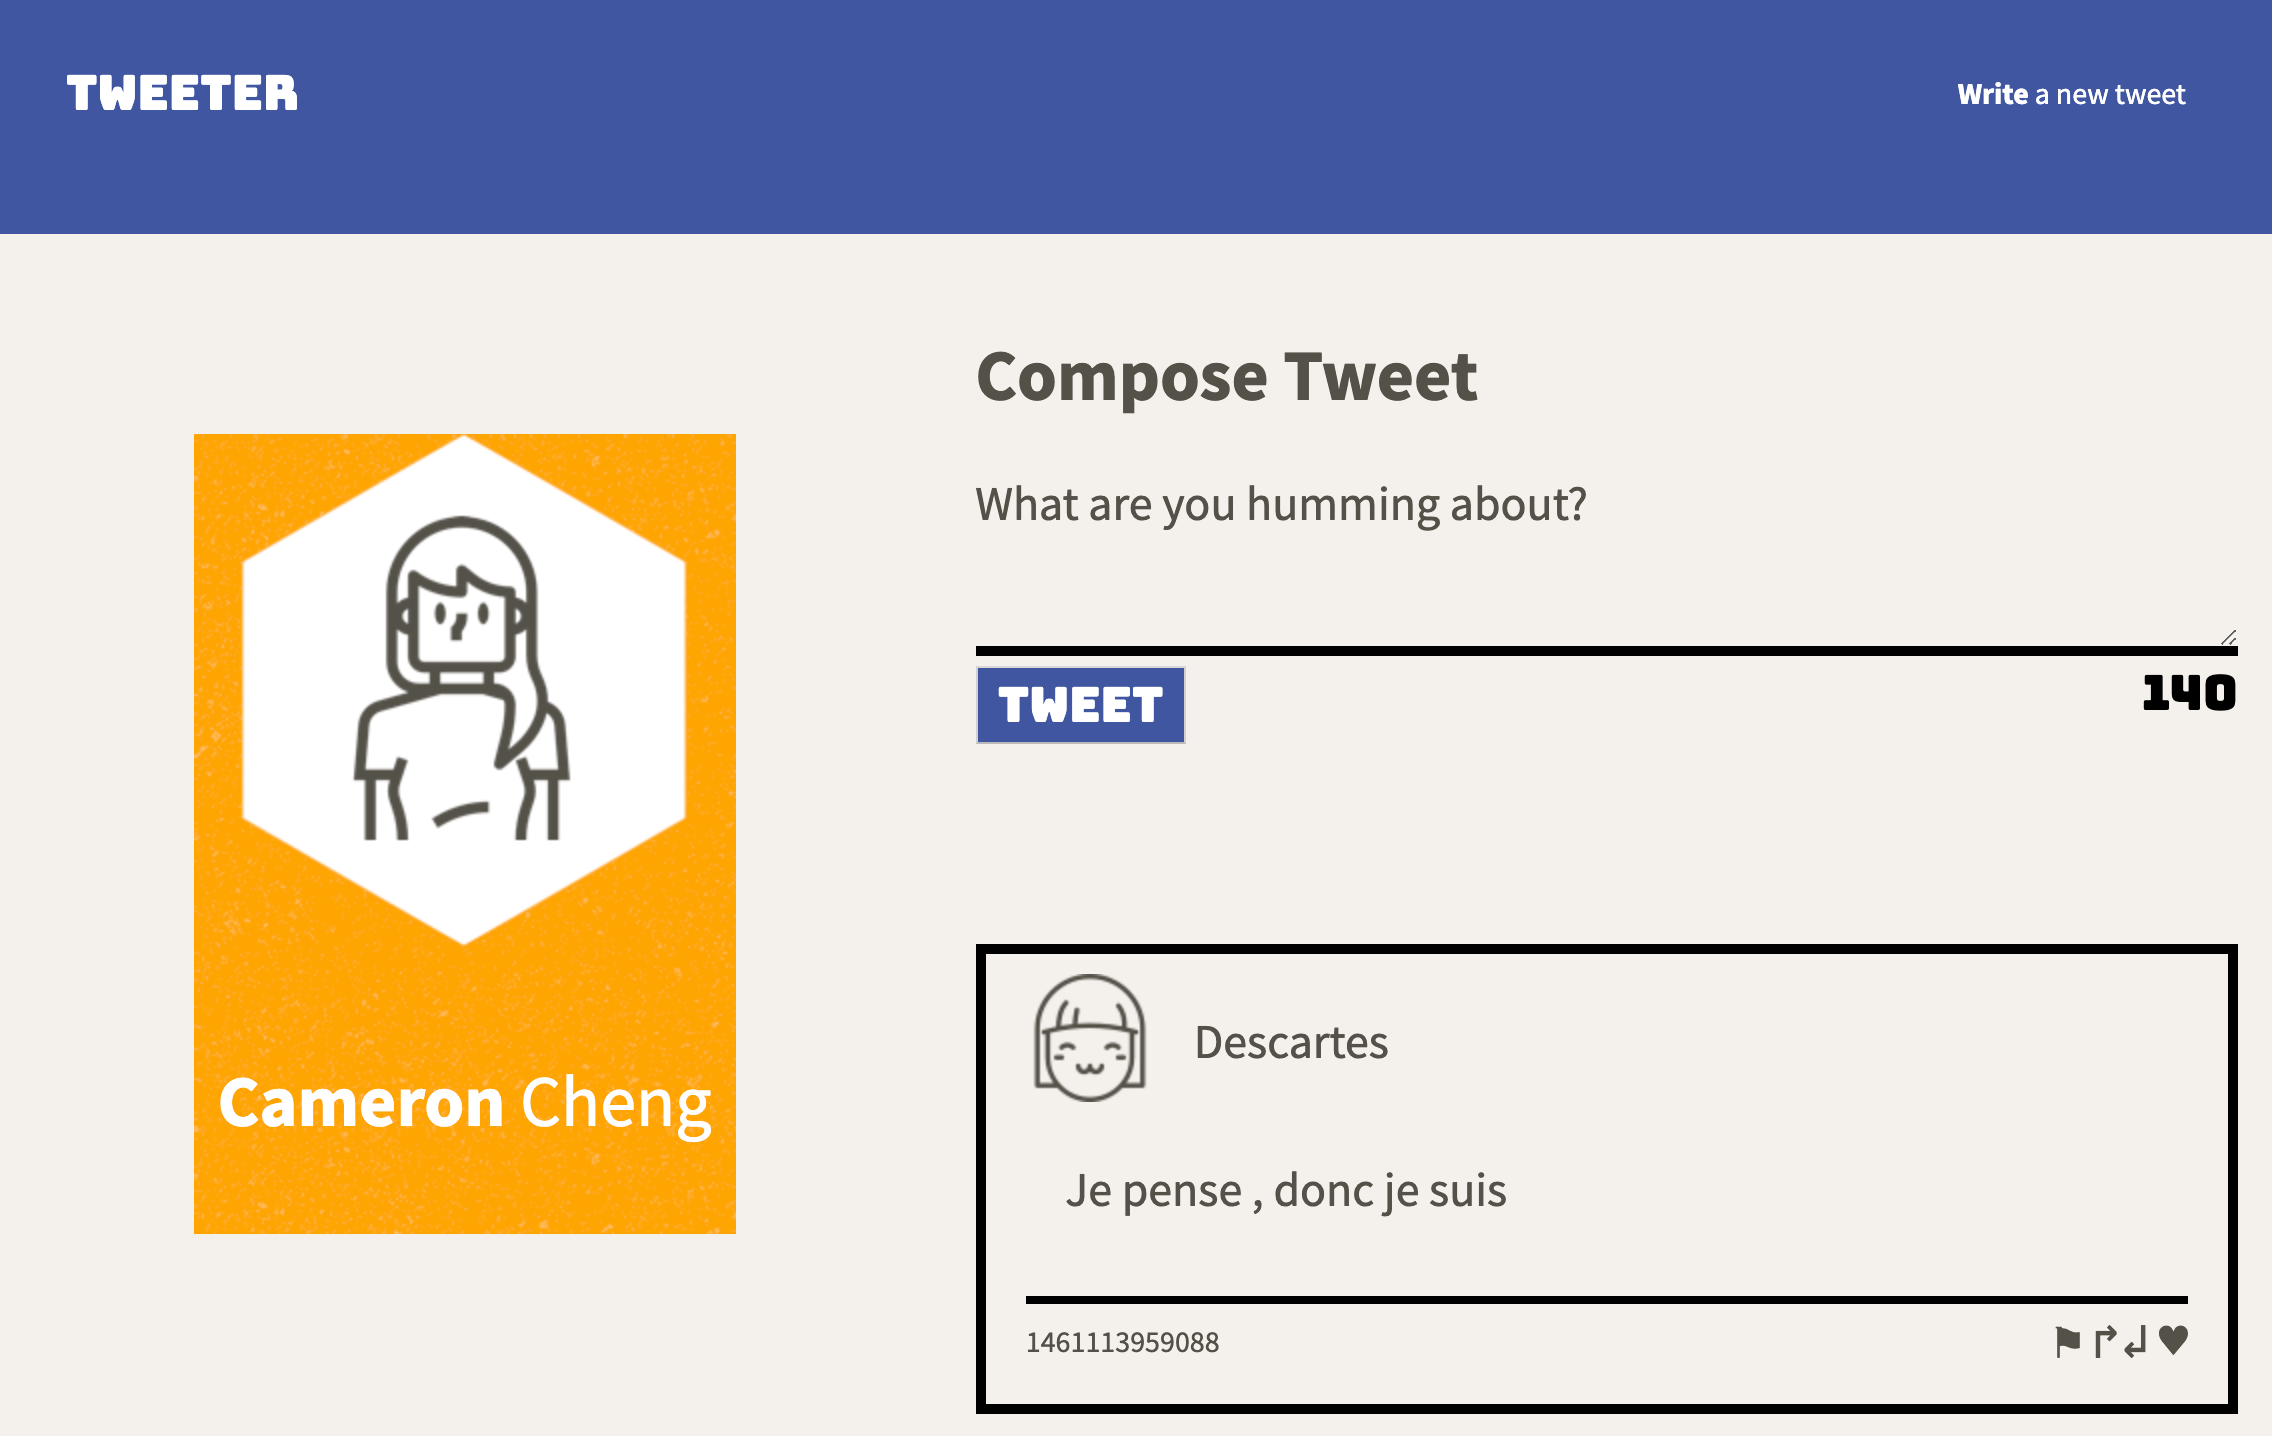 TWEETER
Write a new tweet
Cameron Cheng
Compose Tweet
What are you humming about?
TWEET
140
Descartes
Je pense , donc je suis
1461113959088